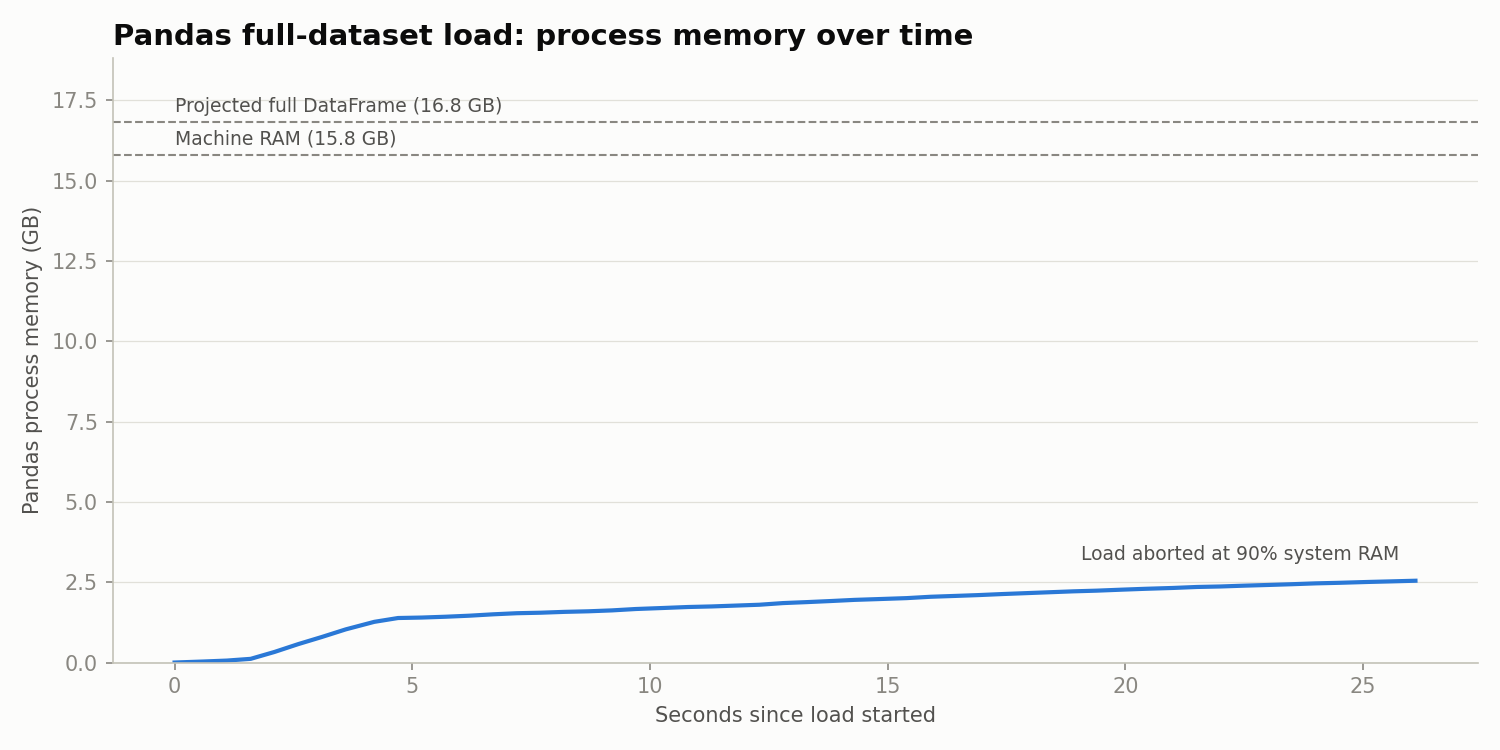 Pandas full-dataset load: process memory over time
17.5
Projected full DataFrame (16.8 GB)
Machine RAM (15.8 GB)
15.0
12.5
10.0
7.5
5.0
Load aborted at 90% system RAM
2.5
0.0
Pandas process memory (GB)
0 5 10 15 20 25
Seconds since load started